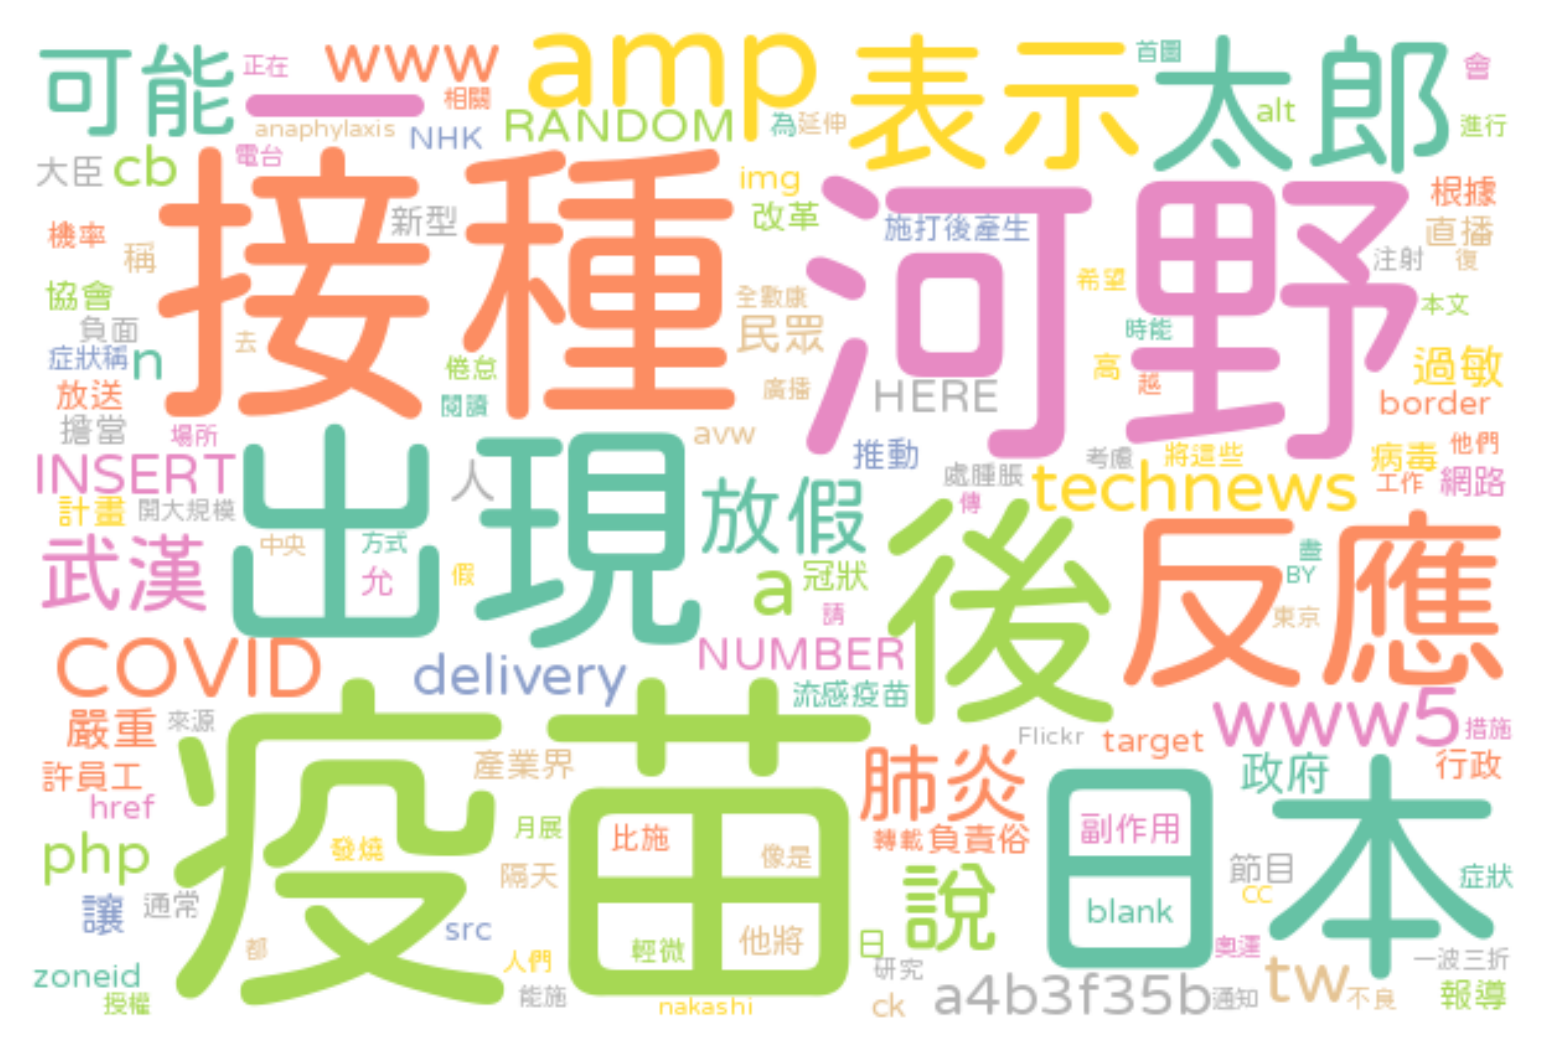 可能
正在
www
amp
表示
首圖
太郎
會
一
相關
anaphylaxis
NHK
RANDOM
為
延伸
alt
進行
大臣
cb
電台
接種
img
河野
根據
機率
稱
新型
改革
施打後產生
直播
注射
復
協會
負面
去
全數康
民眾
希望
時能
本文
症狀稱
n
倦怠
廣播
HERE
高
越
過敏
放送
閱讀
border
擔當
場所
出現
avw
推動
考慮
將這些
病毒
他們
INSERT
人
放假
處腫脹
傳
technews
工作
網路
計畫
開大規模
後
反應
武漢
中央
方式
允
假
a
冠狀
請
盡
BY
東京
COVID
delivery
NUMBER
流感疫苗
嚴重
來源
疫苗
Flickr
target
www5
措施
許員工
產業界
肺炎
日本
政府
行政
href
php
發燒
月展
比施
像是
轉載
負責俗
副作用
隔天
說
blank
節目
CC
症狀
讓
通常
都
src
人們
輕微
他將
日
奧運
一波三折
zoneid
授權
能施
nakashi
研究
ck
a4b3f35b
通知
tw
不良
報導